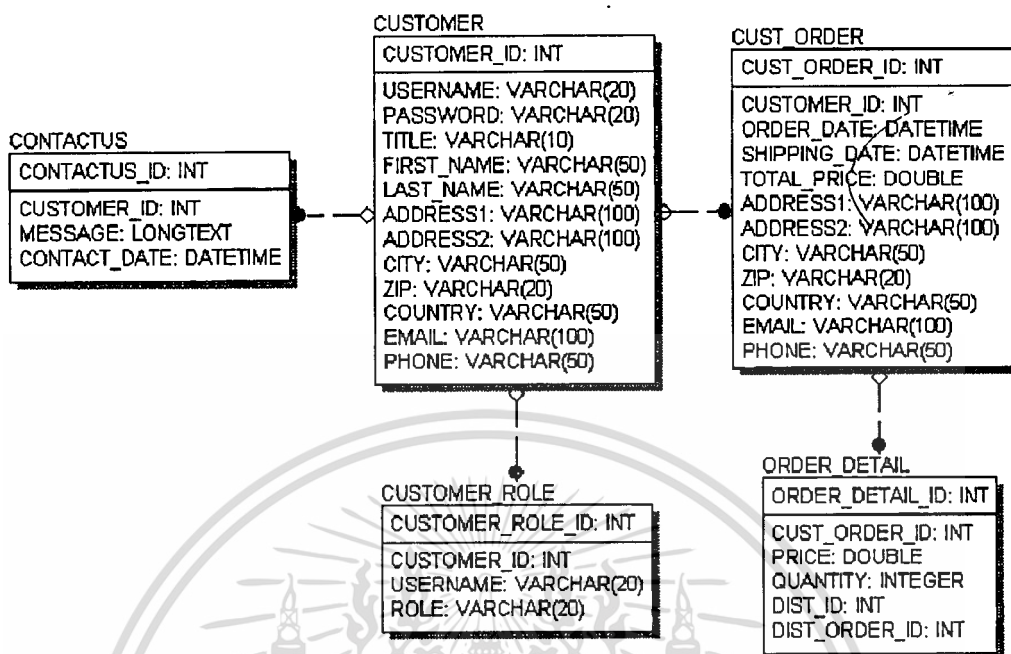 CONTACTUS
CONTACTUS_ID: INT
CUSTOMER_ID: INT
MESSAGE: LONGTEXT
CONTACT_DATE: DATETIME
CUSTOMER
CUSTOMER_ID: INT
USERNAME: VARCHAR(20)
PASSWORD: VARCHAR(20)
TITLE: VARCHAR(10)
FIRST_NAME: VARCHAR(50)
LAST_NAME: VARCHAR(50)
ADDRESS1: VARCHAR(100)
ADDRESS2: VARCHAR(100)
CITY: VARCHAR(50)
ZIP: VARCHAR(20)
COUNTRY: VARCHAR(50)
EMAIL: VARCHAR(100)
PHONE: VARCHAR(50)
CUST_ORDER
CUST_ORDER_ID: INT
CUSTOMER_ID: INT
ORDER_DATE: DATETIME
SHIPPING_DATE: DATETIME
TOTAL_PRICE: DOUBLE
ADDRESS1: VARCHAR(100)
ADDRESS2: VARCHAR(100)
CITY: VARCHAR(50)
ZIP: VARCHAR(20)
COUNTRY: VARCHAR(50)
EMAIL: VARCHAR(100)
PHONE: VARCHAR(50)
CUSTOMER_ROLE
CUSTOMER_ROLE_ID: INT
CUSTOMER_ID: INT
USERNAME: VARCHAR(20)
ROLE: VARCHAR(20)
ORDER_DETAIL
ORDER_DETAIL_ID: INT
CUST_ORDER_ID: INT
PRICE: DOUBLE
QUANTITY: INTEGER
DIST_ID: INT
DIST_ORDER_ID: INT